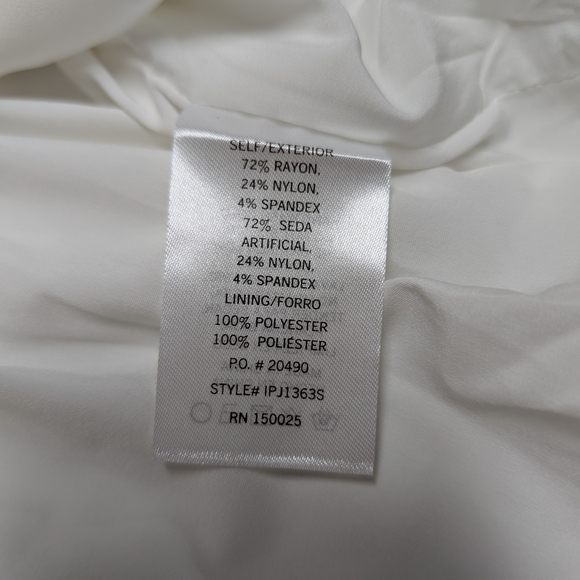 SELF/EXTERIOR
72% RAYON,
24% NYLON,
4% SPANDEX
72% SEDA
ARTIFICIAL,
24% NYLON,
4% SPANDEX
LINING/FORRO
100% POLYESTER
100% POLIÉSTER
P.O. # 20490
STYLE# IPJ1363S
RN 150025